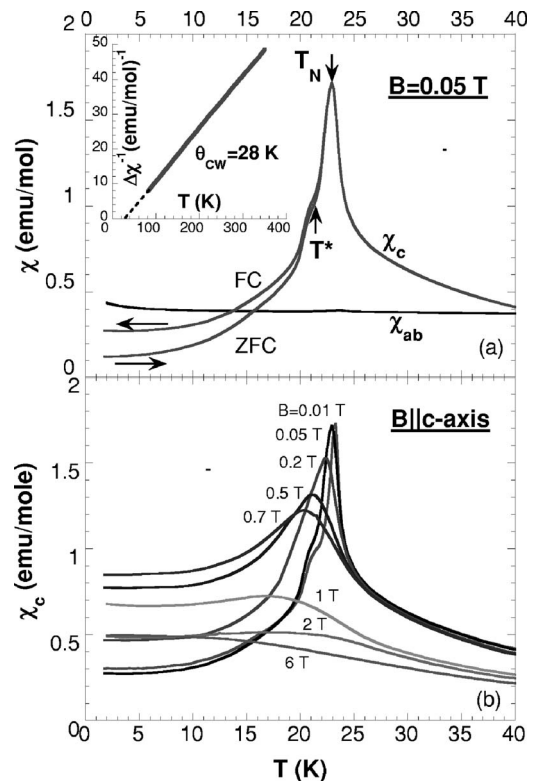 0 5 10 15 20 25 30 35 40
2
1.5
1
0.5
0
χ (emu/mol)
50
40
30
20
10
0
Δχ⁻¹ (emu/mol)⁻¹
θCW=28 K
T (K)
0 100 200 300 400
TN
B=0.05 T
T*
χc
FC
χab
ZFC
(a)
B=0.01 T
B||c-axis
0.05 T
0.2 T
0.5 T
0.7 T
1 T
2 T
6 T
(b)
2
1.5
1
0.5
0
χc (emu/mole)
0 5 10 15 20 25 30 35 40
T (K)